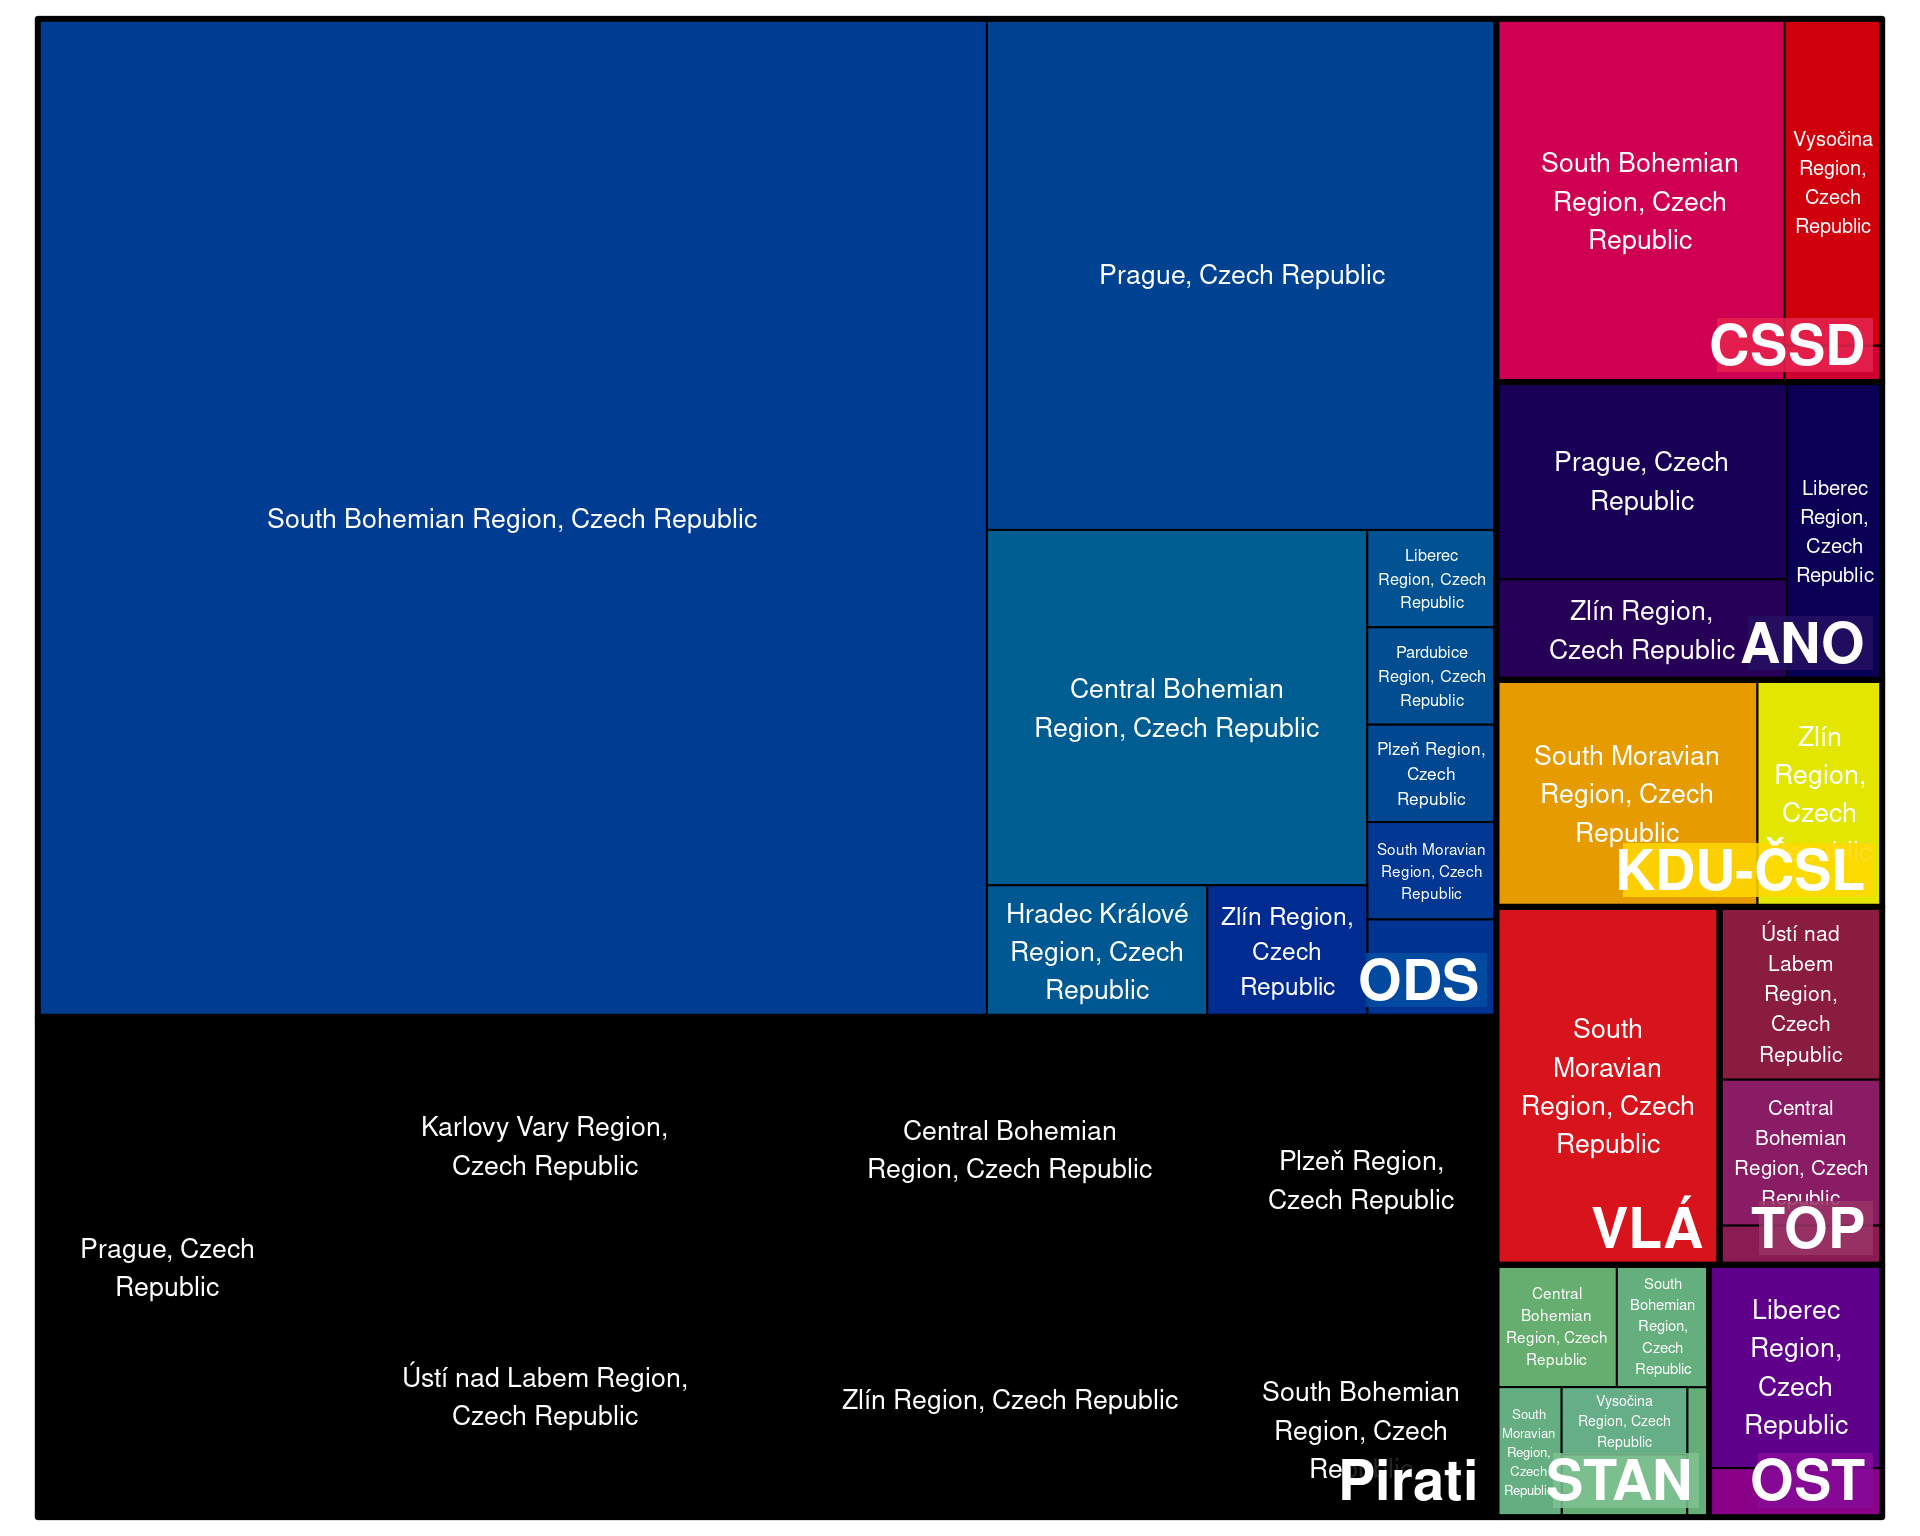 South Bohemian Region, Czech Republic
Prague, Czech Republic
Central Bohemian
Region, Czech Republic
Liberec
Region, Czech
Republic
Pardubice
Region, Czech
Republic
Plzeň Region,
Czech
Republic
South Moravian
Region, Czech
Republic
Hradec Králové
Region, Czech
Republic
Zlín Region,
Czech
Republic
ODS
Prague, Czech
Republic
Karlovy Vary Region,
Czech Republic
Ústí nad Labem Region,
Czech Republic
Central Bohemian
Region, Czech Republic
Zlín Region, Czech Republic
Plzeň Region,
Czech Republic
South Bohemian
Region, Czech
Pirati
South Bohemian
Region, Czech
Republic
Vysočina
Region,
Czech
Republic
CSSD
Prague, Czech
Republic
Liberec
Region,
Czech
Republic
Zlín Region,
Czech Republic
ANO
South Moravian
Region, Czech
Republic
Zlín
Region,
Czech
KDU-ČSL
South
Moravian
Region, Czech
Republic
VLÁ
Ústí nad
Labem
Region,
Czech
Republic
Central
Bohemian
Region, Czech
Republic
TOP
Central
Bohemian
Region, Czech
Republic
South
Bohemian
Region,
Czech
Republic
South
Moravian
Region,
Czech
Republic
Vysočina
Region, Czech
Republic
STAN
Liberec
Region,
Czech
Republic
OST